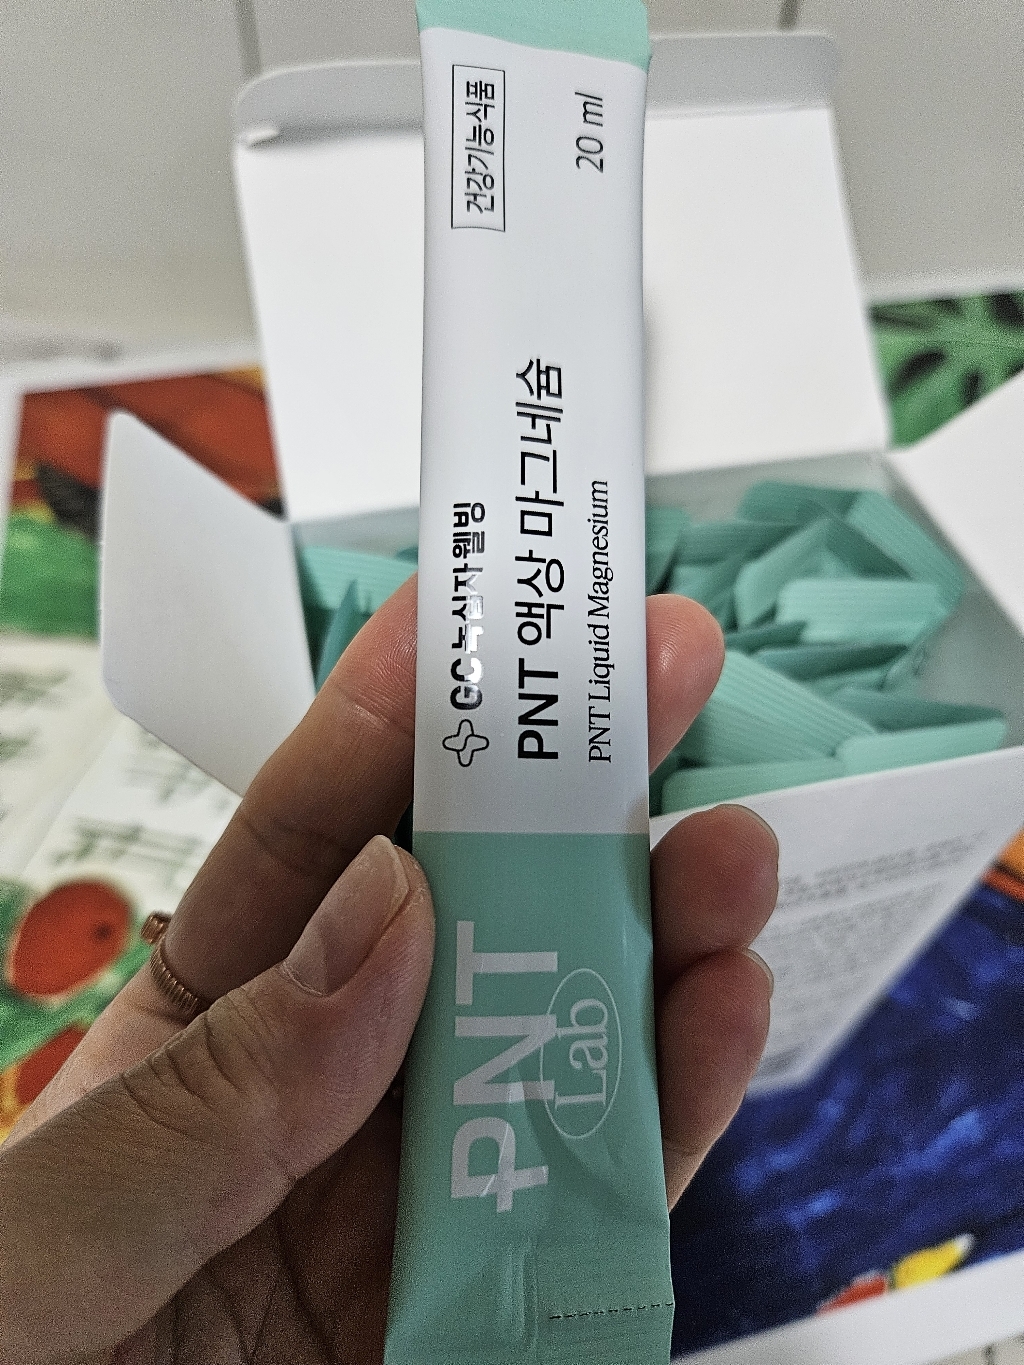 건강기능식품
20 ml
GC녹십자웰빙
PNT 액상 마그네슘
PNT Liquid Magnesium
PNT
Lab